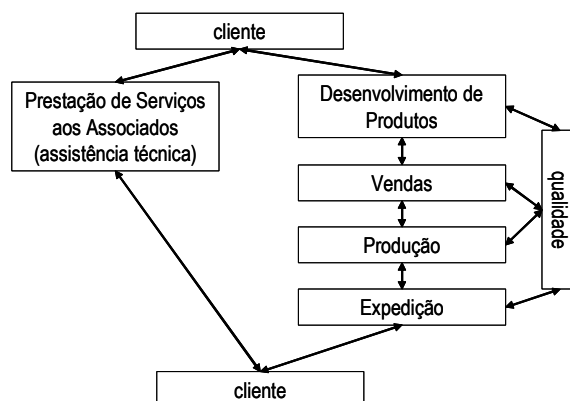 cliente
Prestação de Serviços
aos Associados
(assistência técnica)
Desenvolvimento de
Produtos
Vendas
Produção
Expedição
qualidade
cliente